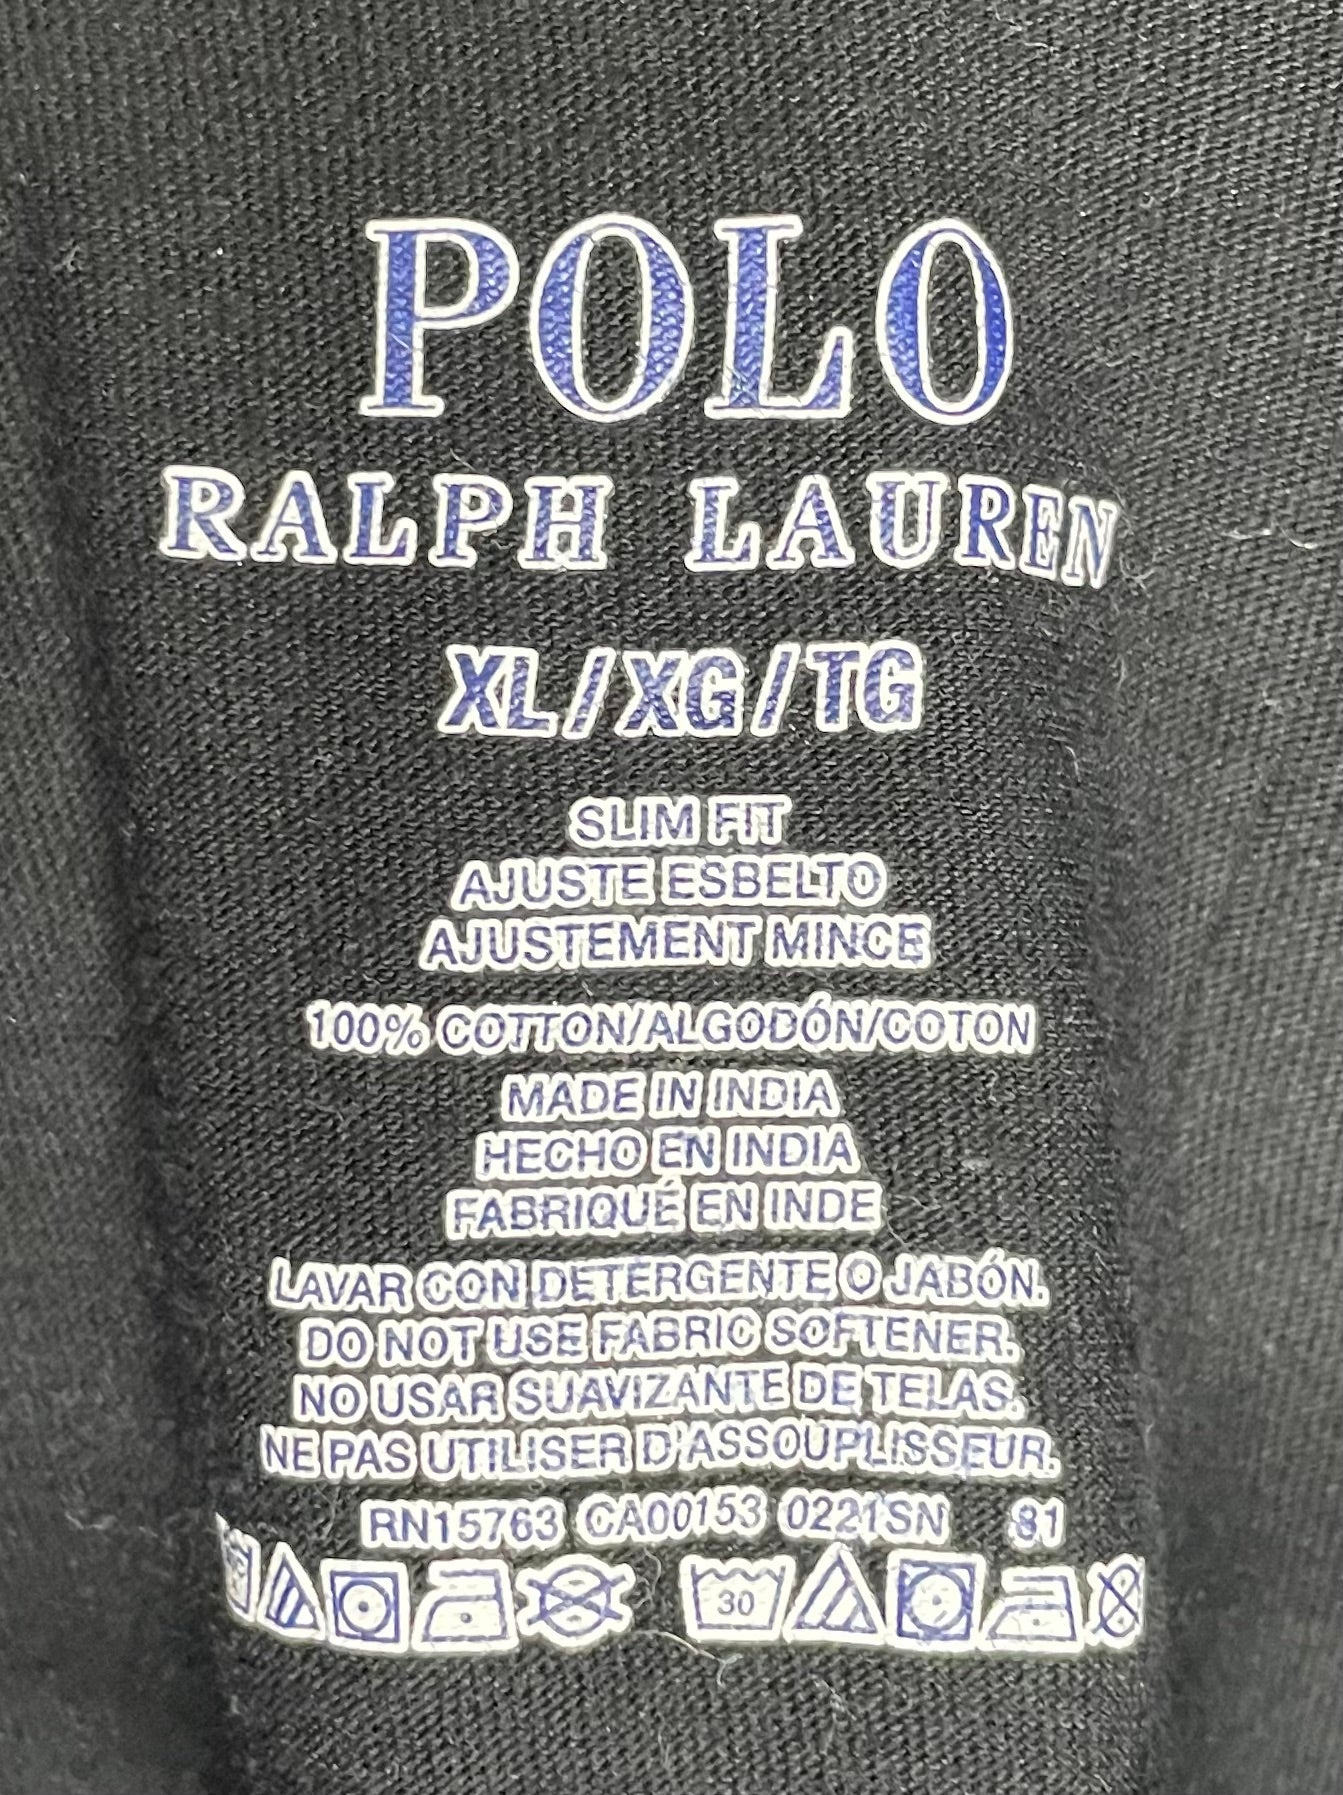 POLO
RALPH LAUREN
XL/XG/TG
SLIM FIT
AJUSTE ESBELTO
AJUSTEMENT MINCE
100% COTTON/ALGODÓN/COTON
MADE IN INDIA
HECHO EN INDIA
FABRIQUÉ EN INDE
LAVAR CON DETERGENTE O JABÓN.
DO NOT USE FABRIC SOFTENER.
NO USAR SUAVIZANTE DE TELAS.
NE PAS UTILISER D'ASSOUPLISSEUR.
RN15763 CA00153 0221SN 81
30